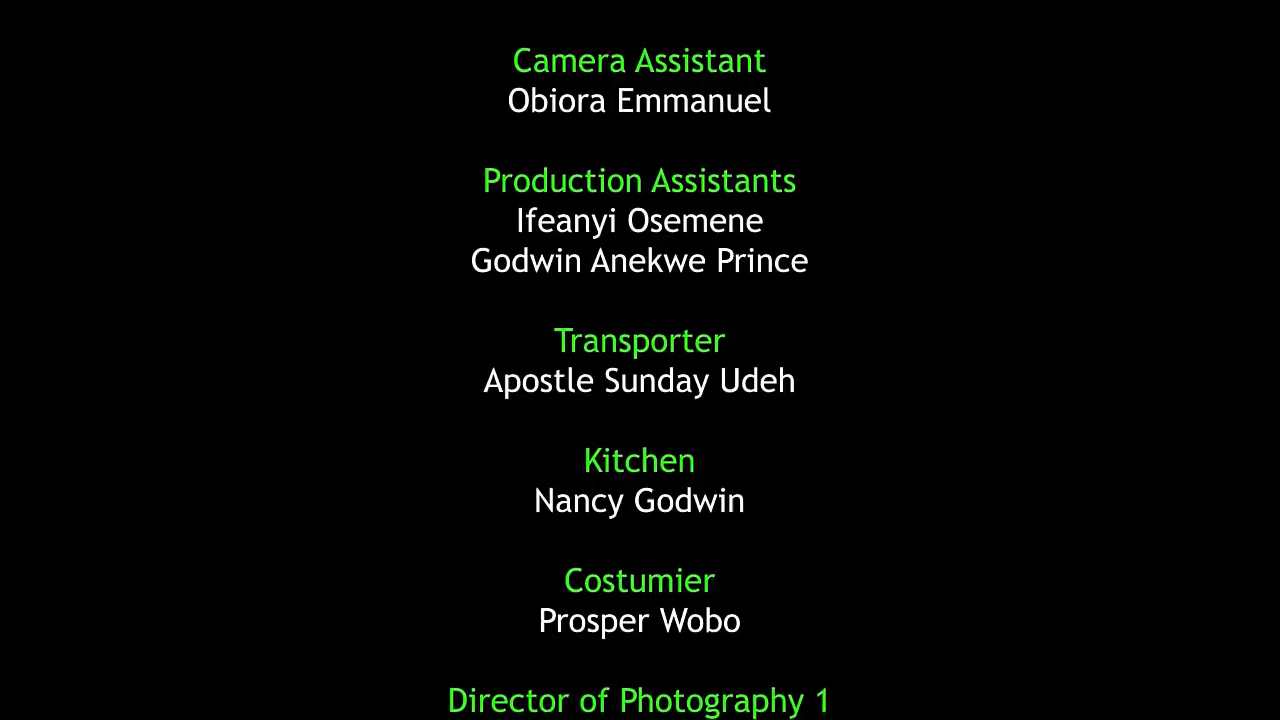 Camera Assistant
Obiora Emmanuel
Production Assistants
Ifeanyi Osemene
Godwin Anekwe Prince
Transporter
Apostle Sunday Udeh
Kitchen
Nancy Godwin
Costumier
Prosper Wobo
Director of Photography 1